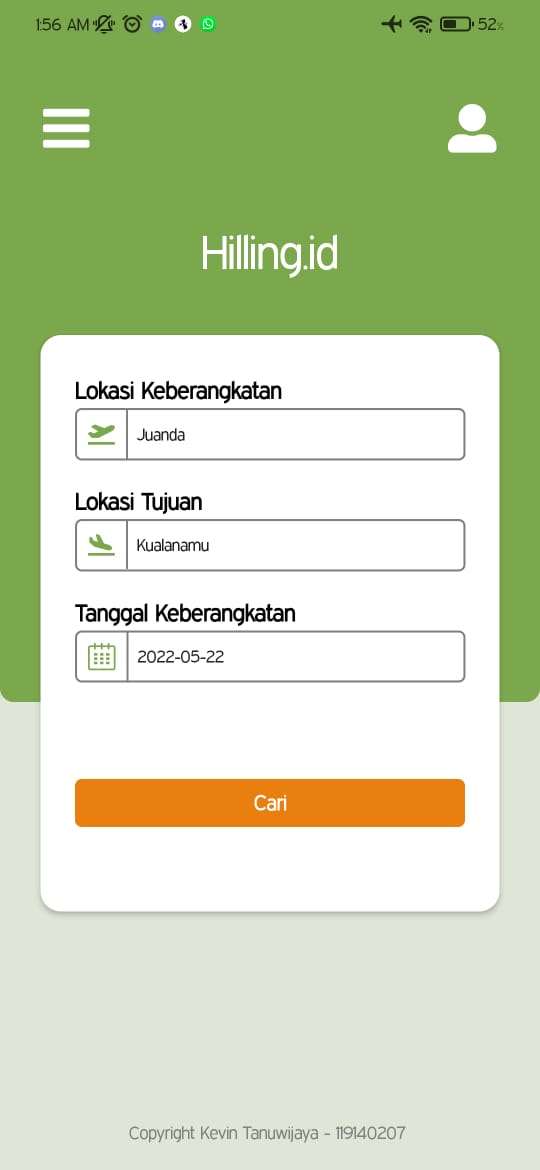 1:56 AM 52%
Hilling.id
Lokasi Keberangkatan
Juanda
Lokasi Tujuan
Kualanamu
Tanggal Keberangkatan
2022-05-22
Cari
Copyright Kevin Tanuwijaya - 119140207